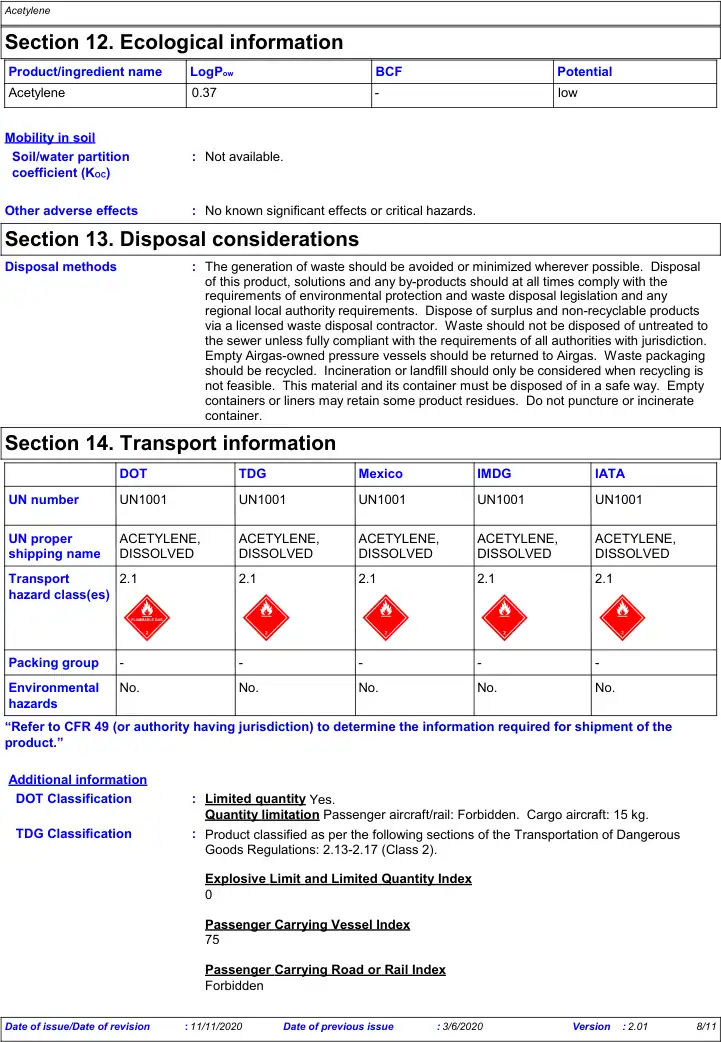 Acetylene
Section 12. Ecological information
Product/ingredient name LogPow BCF Potential
Acetylene 0.37 - low
Mobility in soil
Soil/water partition : Not available.
coefficient (KOC)
Other adverse effects : No known significant effects or critical hazards.
Section 13. Disposal considerations
Disposal methods : The generation of waste should be avoided or minimized wherever possible. Disposal
of this product, solutions and any by-products should at all times comply with the
requirements of environmental protection and waste disposal legislation and any
regional local authority requirements. Dispose of surplus and non-recyclable products
via a licensed waste disposal contractor. Waste should not be disposed of untreated to
the sewer unless fully compliant with the requirements of all authorities with jurisdiction.
Empty Airgas-owned pressure vessels should be returned to Airgas. Waste packaging
should be recycled. Incineration or landfill should only be considered when recycling is
not feasible. This material and its container must be disposed of in a safe way. Empty
containers or liners may retain some product residues. Do not puncture or incinerate
container.
Section 14. Transport information
DOT TDG Mexico IMDG IATA
UN number UN1001 UN1001 UN1001 UN1001 UN1001
UN proper ACETYLENE, ACETYLENE, ACETYLENE, ACETYLENE, ACETYLENE,
shipping name DISSOLVED DISSOLVED DISSOLVED DISSOLVED DISSOLVED
Transport 2.1 2.1 2.1 2.1 2.1
hazard class(es)
FLAMMABLE GAS
2 2 2 2 2
Packing group - - - - -
Environmental No. No. No. No. No.
hazards
“Refer to CFR 49 (or authority having jurisdiction) to determine the information required for shipment of the
product.”
Additional information
DOT Classification : Limited quantity Yes.
Quantity limitation Passenger aircraft/rail: Forbidden. Cargo aircraft: 15 kg.
TDG Classification : Product classified as per the following sections of the Transportation of Dangerous
Goods Regulations: 2.13-2.17 (Class 2).
Explosive Limit and Limited Quantity Index
0
Passenger Carrying Vessel Index
75
Passenger Carrying Road or Rail Index
Forbidden
Date of issue/Date of revision : 11/11/2020 Date of previous issue : 3/6/2020 Version : 2.01 8/11